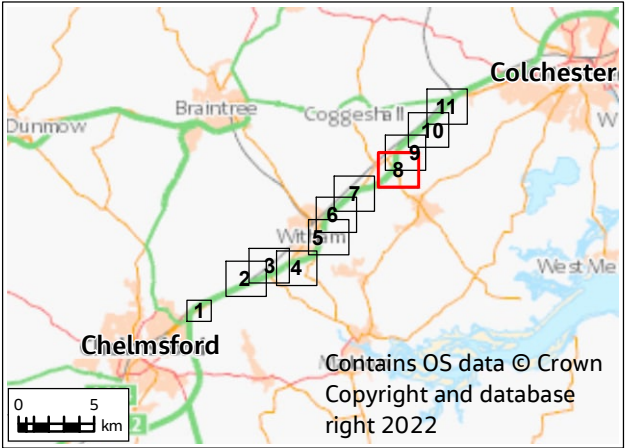 Colchester
11
Braintree
Coggeshall
10
Dunmow
W
9
8
7
6
Witham
5
3
4
West Me
2
1
Chelmsford
M
Contains OS data © Crown
Copyright and database
right 2022
0 5
km
2